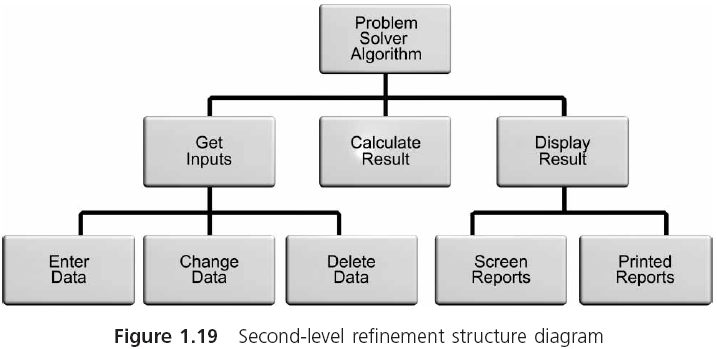 Problem
Solver
Algorithm
Get
Inputs
Calculate
Result
Display
Result
Enter
Data
Change
Data
Delete
Data
Screen
Reports
Printed
Reports
Figure 1.19 Second-level refinement structure diagram